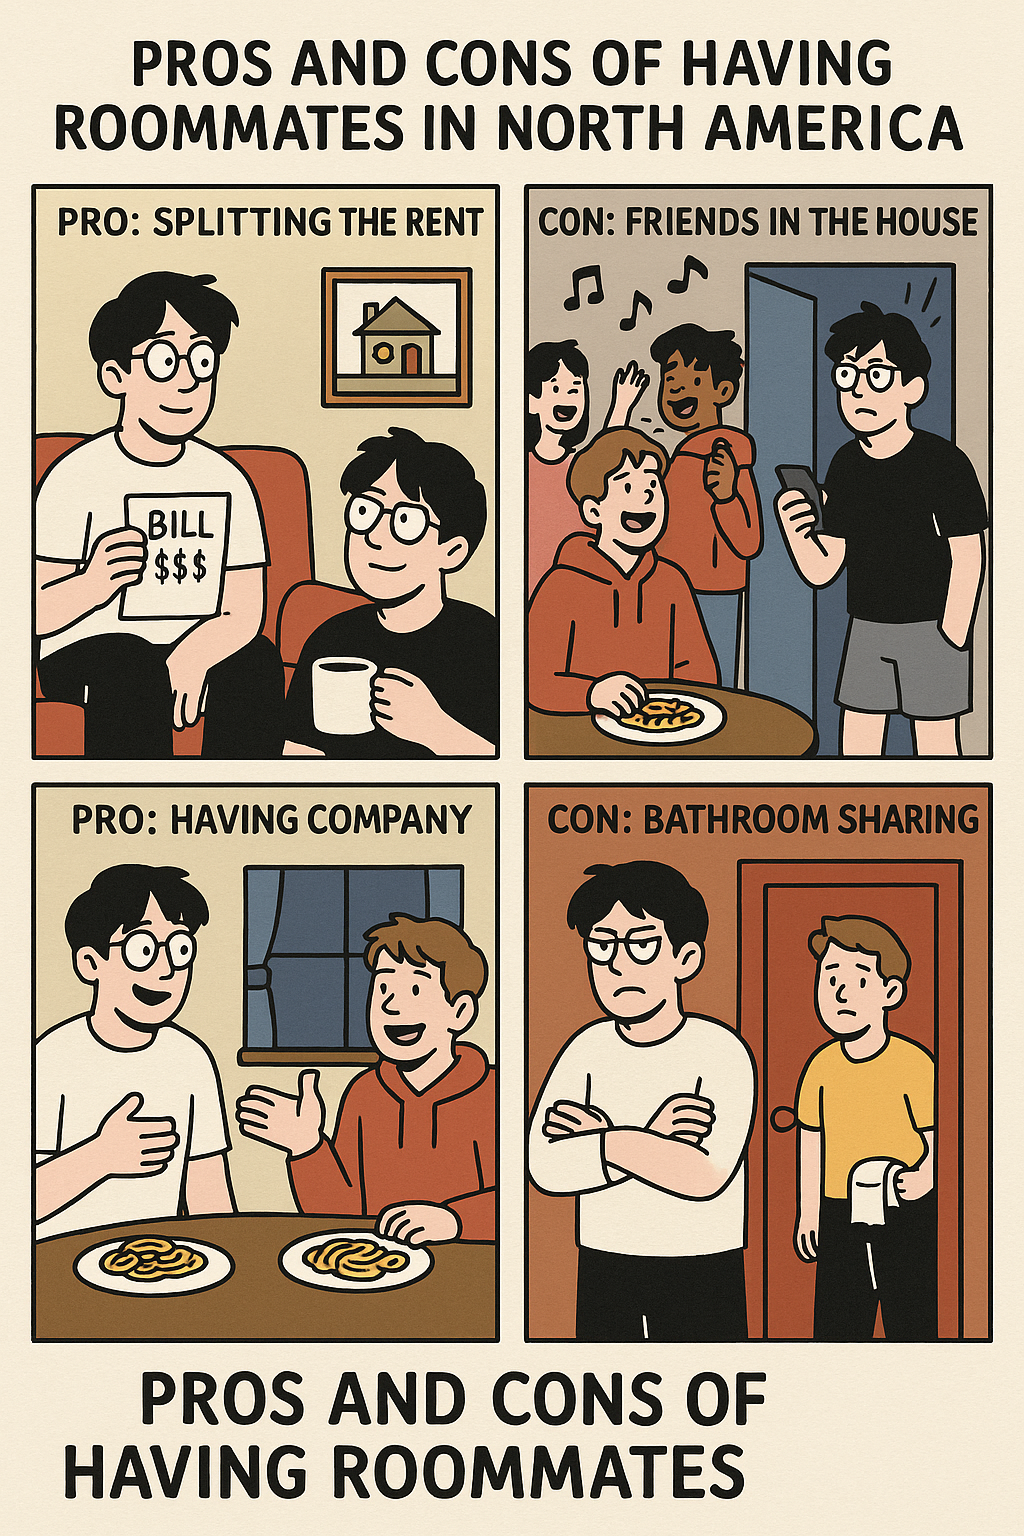 PROS AND CONS OF HAVING
ROOMMATES IN NORTH AMERICA
PRO: SPLITTING THE RENT
BILL
$$$
CON: FRIENDS IN THE HOUSE
PRO: HAVING COMPANY
CON: BATHROOM SHARING
PROS AND CONS OF
HAVING ROOMMATES